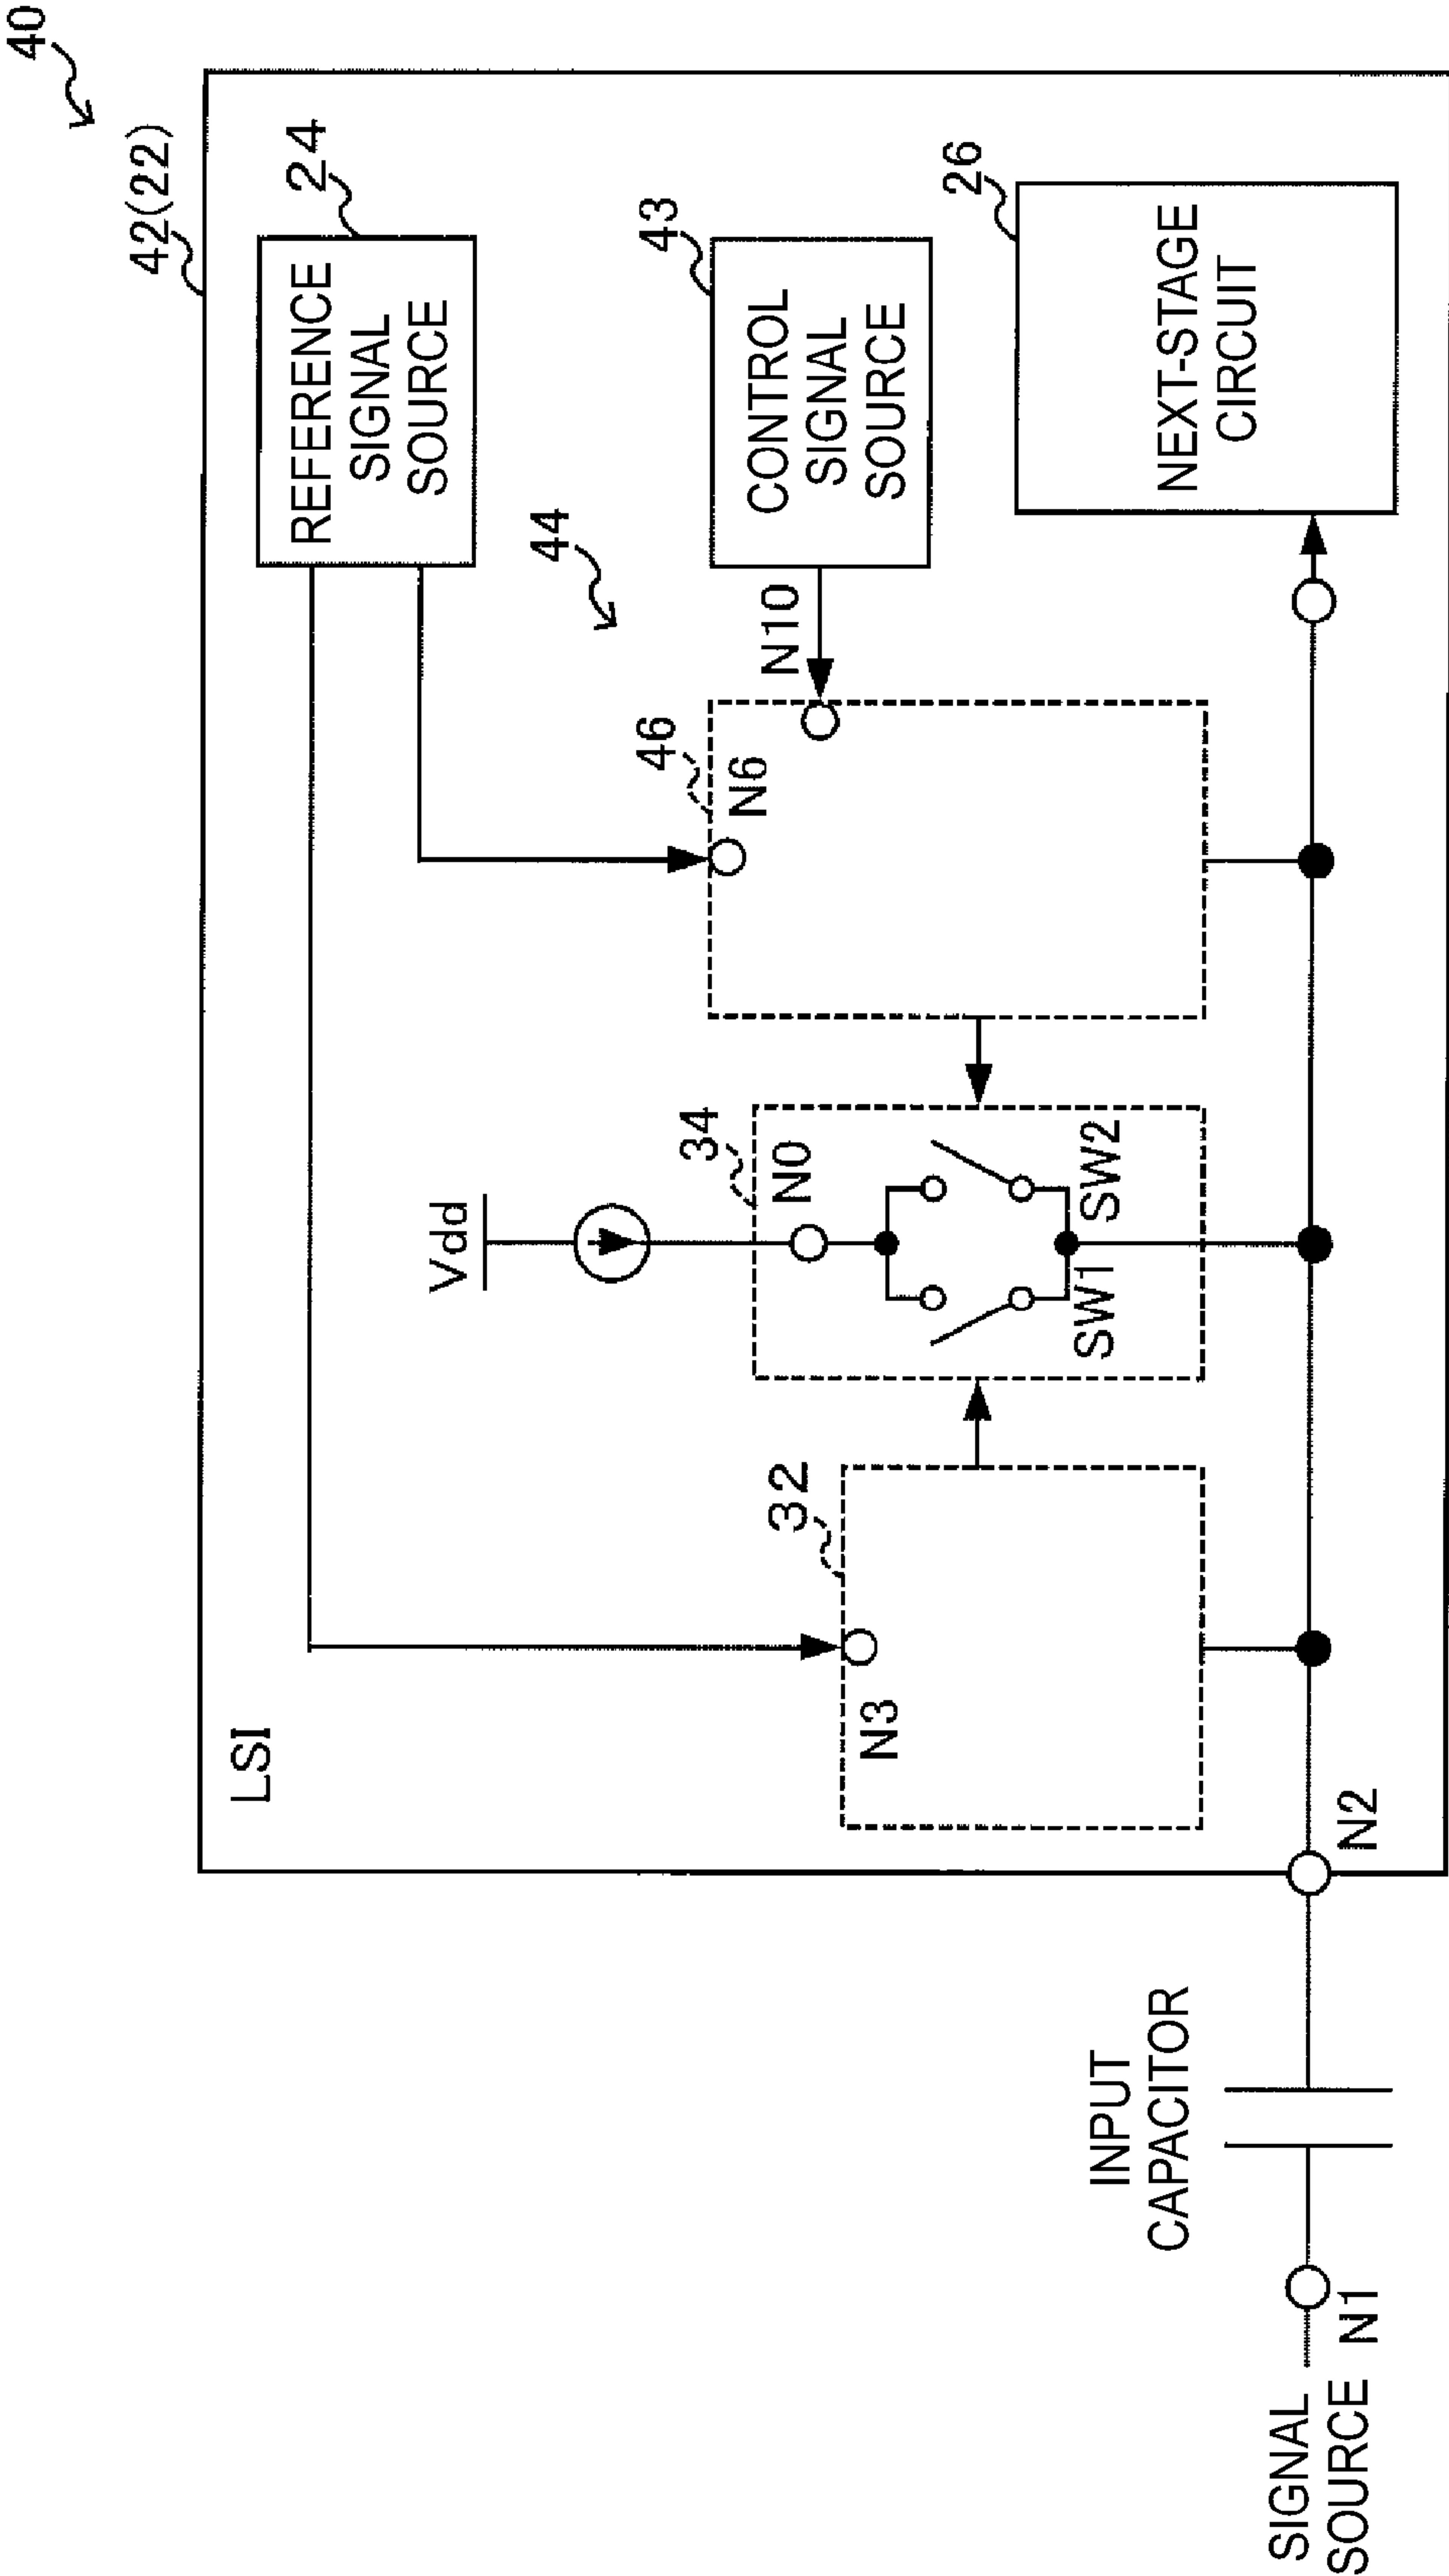 40
42(22)
LSI
REFERENCE
SIGNAL
SOURCE
24
44
Vdd
CONTROL
SIGNAL
SOURCE
43
N10
46
N6
34
N0
SW1
SW2
32
N3
NEXT-STAGE
CIRCUIT
26
INPUT
CAPACITOR
N2
N1
SIGNAL
SOURCE